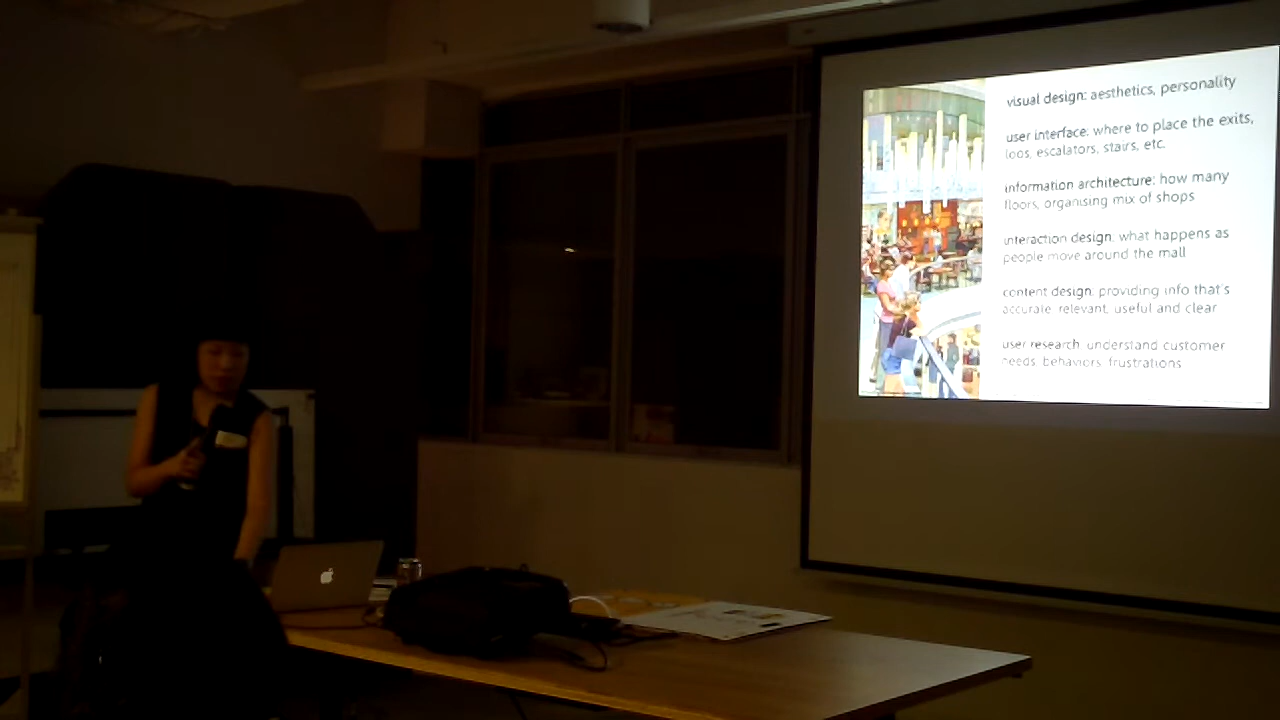 visual design: aesthetics, personality
user interface: where to place the exits,
loos, escalators, stairs, etc.
information architecture: how many
floors, organising mix of shops
interaction design: what happens as
people move around the mall
content design: providing info that's
accurate, relevant, useful and clear
user research: understand customer
needs, behaviors, frustrations